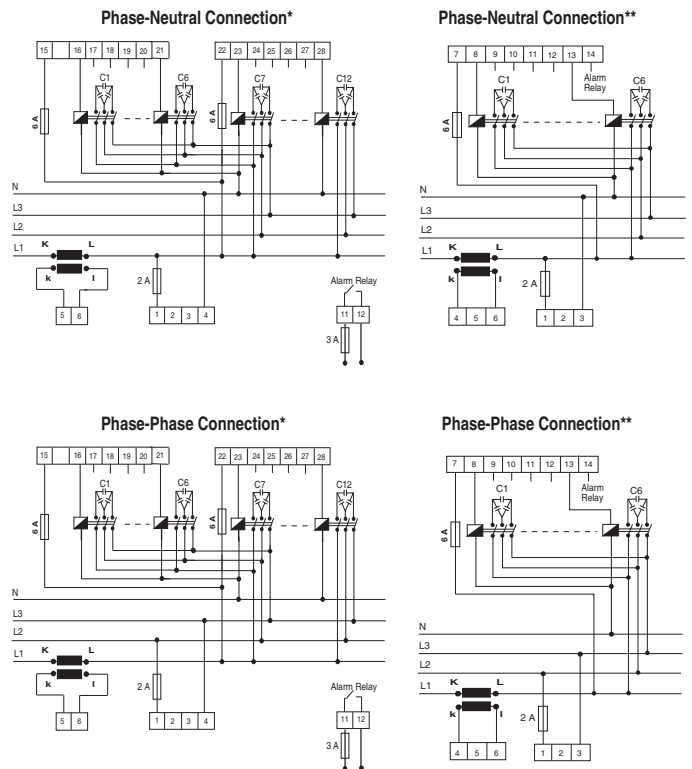 Phase-Neutral Connection*
15 16 17 18 19 20 21 22 23 24 25 26 27 28
C1 C6 C7 C12
6 A 6 A
N
L3
L2
L1
K L
k l
2 A
5 6
1 2 3 4
Alarm Relay
11 12
3 A
Phase-Neutral Connection**
7 8 9 10 11 12 13 14
C1 Alarm Relay C6
6 A
N
L3
L2
L1
K L
k l
2 A
4 5 6
1 2 3
Phase-Phase Connection*
15 16 17 18 19 20 21 22 23 24 25 26 27 28
C1 C6 C7 C12
6 A 6 A
N
L3
L2
L1
K L
k l
2 A
5 6
1 2 3 4
Alarm Relay
11 12
3 A
Phase-Phase Connection**
7 8 9 10 11 12 13 14
C1 Alarm Relay C6
6 A
N
L3
L2
L1
K L
k l
2 A
4 5 6
1 2 3